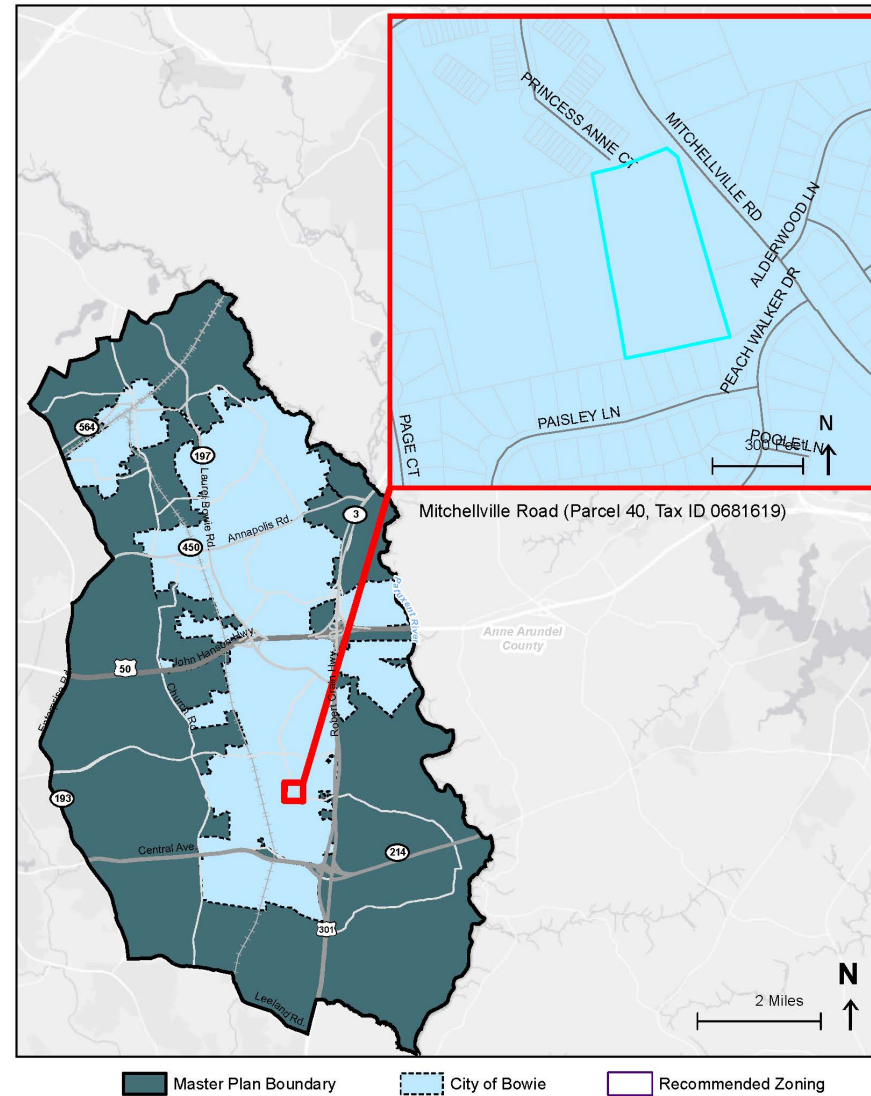 PRINCESS ANNE CT
MITCHELLVILLE RD
ALDERWOOD LN
PEACH WALKER DR
PAISLEY LN
PAGE CT
POOLE LN
300 Feet
N
Mitchellville Road (Parcel 40, Tax ID 0681619)
564
197
Laurel Bowie Rd.
3
Annapolis Rd.
450
Patuxent River
Anne Arundel
County
John Hanson Hwy.
50
Robert Crain Hwy.
Church Rd.
Enterprise Rd.
193
Central Ave.
214
301
Leeland Rd.
N
2 Miles
Master Plan Boundary
City of Bowie
Recommended Zoning